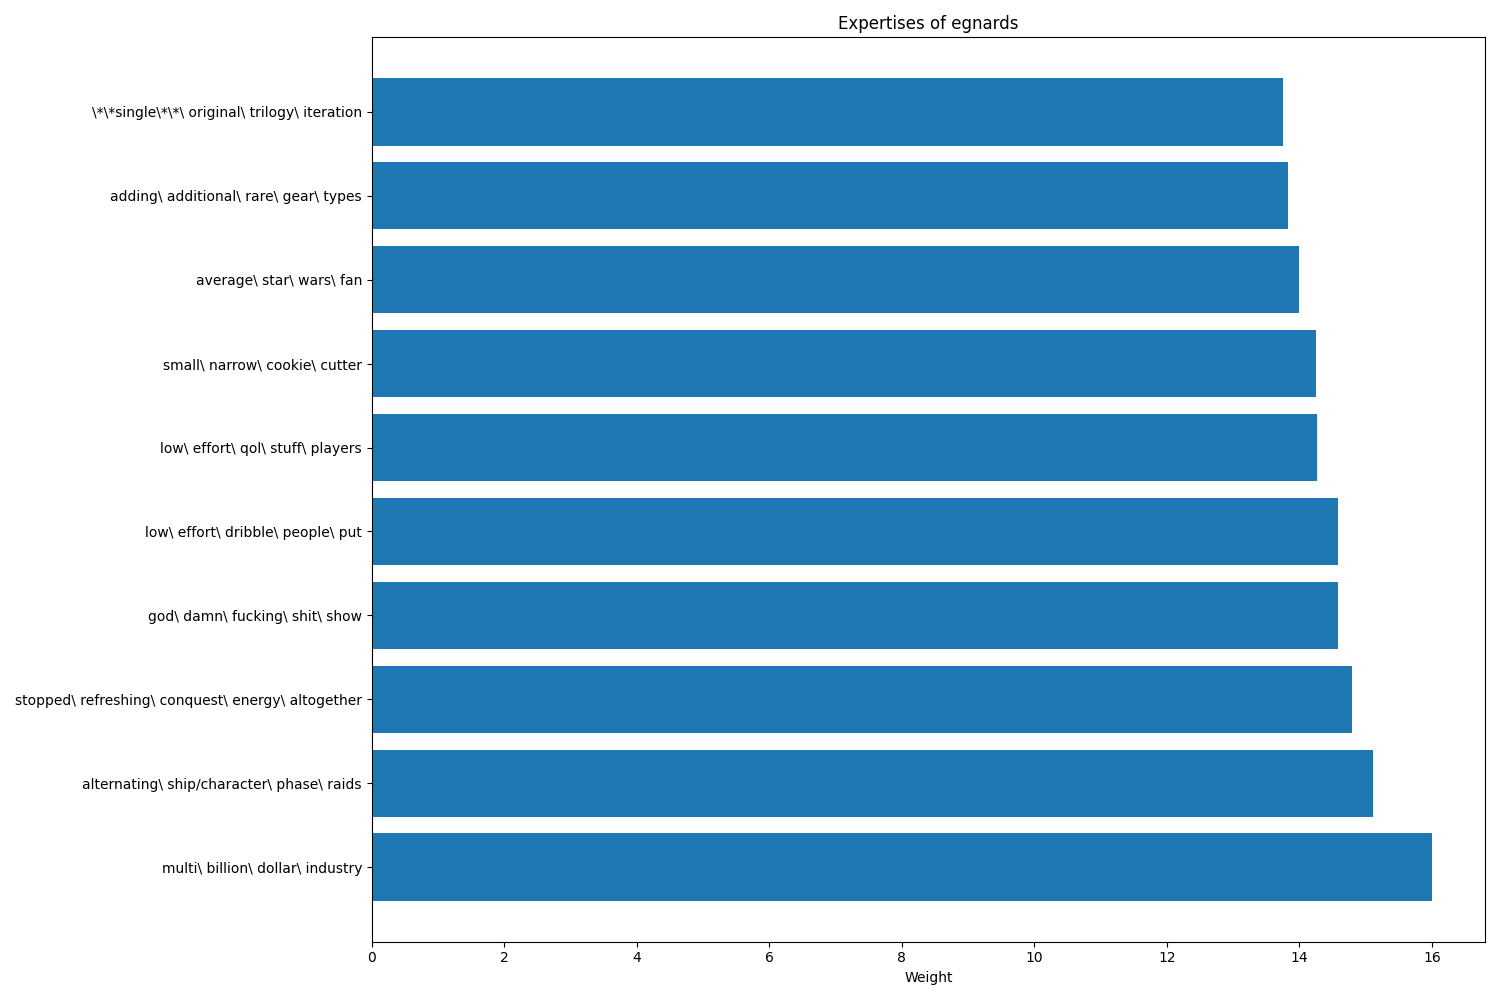 Expertises of egnards
\*\*single\*\*\ original\ trilogy\ iteration
adding\ additional\ rare\ gear\ types
average\ star\ wars\ fan
small\ narrow\ cookie\ cutter
low\ effort\ qol\ stuff\ players
low\ effort\ dribble\ people\ put
god\ damn\ fucking\ shit\ show
stopped\ refreshing\ conquest\ energy\ altogether
alternating\ ship/character\ phase\ raids
multi\ billion\ dollar\ industry
0 2 4 6 8 10 12 14 16
Weight